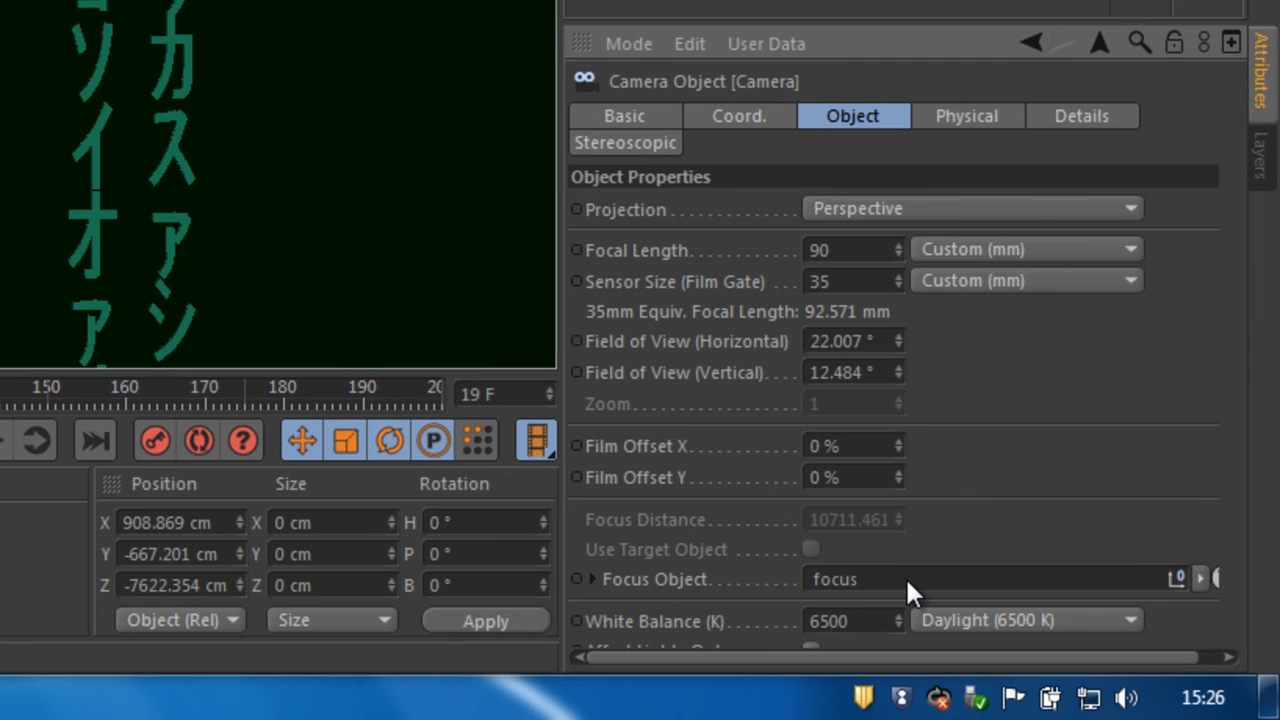 ソ
イ
オ
ァ
カ
ス
ァ
シ
Mode Edit User Data
Camera Object [Camera]
Basic Coord. Object Physical Details
Stereoscopic
Object Properties
Projection Perspective
Focal Length 90 Custom (mm)
Sensor Size (Film Gate) 35 Custom (mm)
35mm Equiv. Focal Length: 92.571 mm
Field of View (Horizontal) 22.007 °
Field of View (Vertical) 12.484 °
Zoom 1
Film Offset X 0 %
Film Offset Y 0 %
Focus Distance 10711.461
Use Target Object
Focus Object focus
White Balance (K) 6500 Daylight (6500 K)
Attributes
Layers
150 160 170 180 190 20
19 F
P
Position Size Rotation
X 908.869 cm X 0 cm H 0 °
Y -667.201 cm Y 0 cm P 0 °
Z -7622.354 cm Z 0 cm B 0 °
Object (Rel) Size Apply
15:26